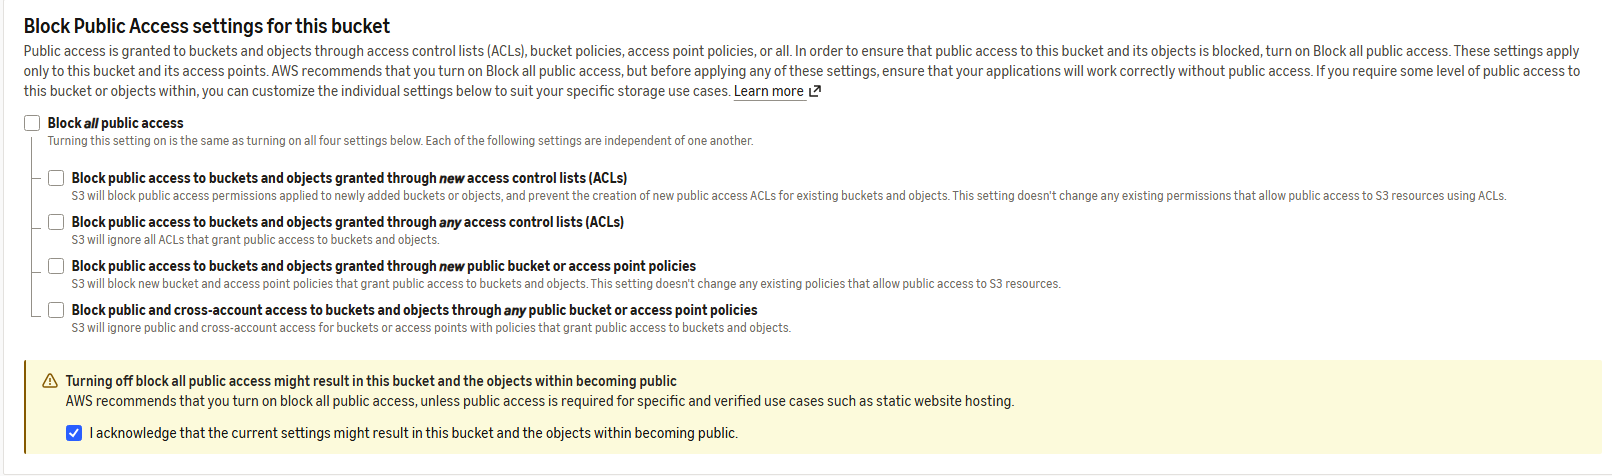 Block Public Access settings for this bucket
Public access is granted to buckets and objects through access control lists (ACLs), bucket policies, access point policies, or all. In order to ensure that public access to this bucket and its objects is blocked, turn on Block all public access. These settings apply
only to this bucket and its access points. AWS recommends that you turn on Block all public access, but before applying any of these settings, ensure that your applications will work correctly without public access. If you require some level of public access to
this bucket or objects within, you can customize the individual settings below to suit your specific storage use cases. Learn more
Block all public access
Turning this setting on is the same as turning on all four settings below. Each of the following settings are independent of one another.
Block public access to buckets and objects granted through new access control lists (ACLs)
S3 will block public access permissions applied to newly added buckets or objects, and prevent the creation of new public access ACLs for existing buckets and objects. This setting doesn't change any existing permissions that allow public access to S3 resources using ACLs.
Block public access to buckets and objects granted through any access control lists (ACLs)
S3 will ignore all ACLs that grant public access to buckets and objects.
Block public access to buckets and objects granted through new public bucket or access point policies
S3 will block new bucket and access point policies that grant public access to buckets and objects. This setting doesn't change any existing policies that allow public access to S3 resources.
Block public and cross-account access to buckets and objects through any public bucket or access point policies
S3 will ignore public and cross-account access for buckets or access points with policies that grant public access to buckets and objects.
Turning off block all public access might result in this bucket and the objects within becoming public
AWS recommends that you turn on block all public access, unless public access is required for specific and verified use cases such as static website hosting.
I acknowledge that the current settings might result in this bucket and the objects within becoming public.